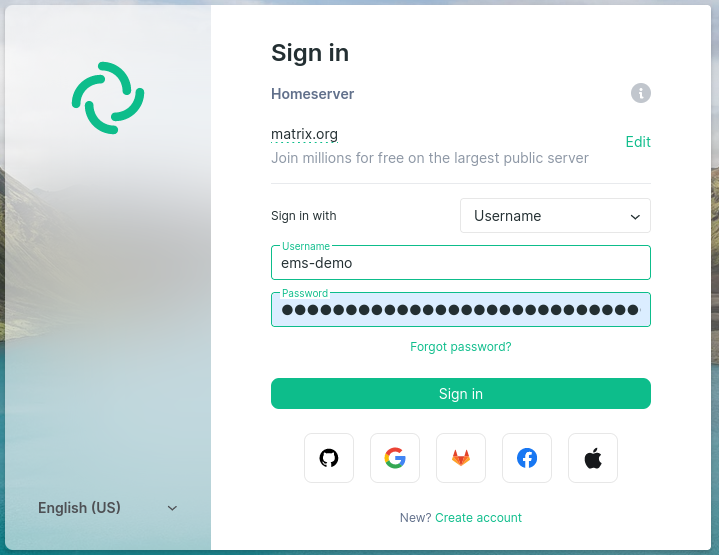 Sign in
Homeserver
matrix.org
Edit
Join millions for free on the largest public server
Sign in with
Username
Username
ems-demo
Password
Forgot password?
Sign in
New? Create account
English (US)